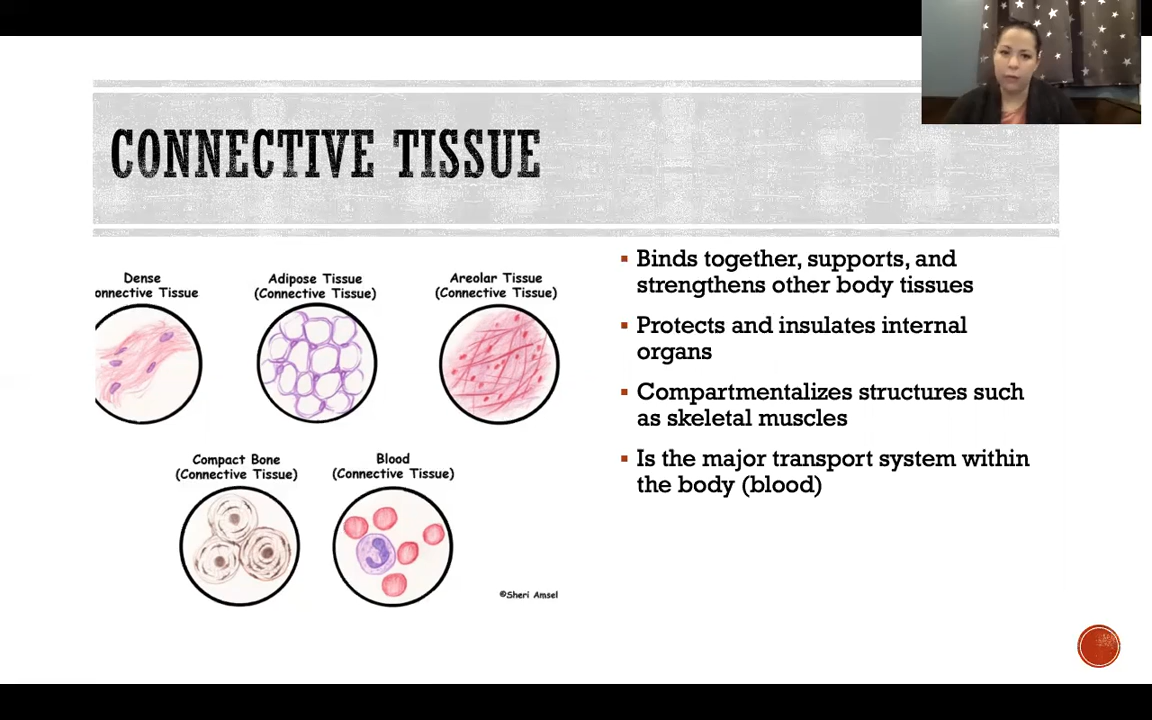 CONNECTIVE TISSUE
Dense
onnective Tissue
Adipose Tissue
(Connective Tissue)
Areolar Tissue
(Connective Tissue)
Compact Bone
(Connective Tissue)
Blood
(Connective Tissue)
©Sheri Amsel
Binds together, supports, and
strengthens other body tissues
Protects and insulates internal
organs
Compartmentalizes structures such
as skeletal muscles
Is the major transport system within
the body (blood)